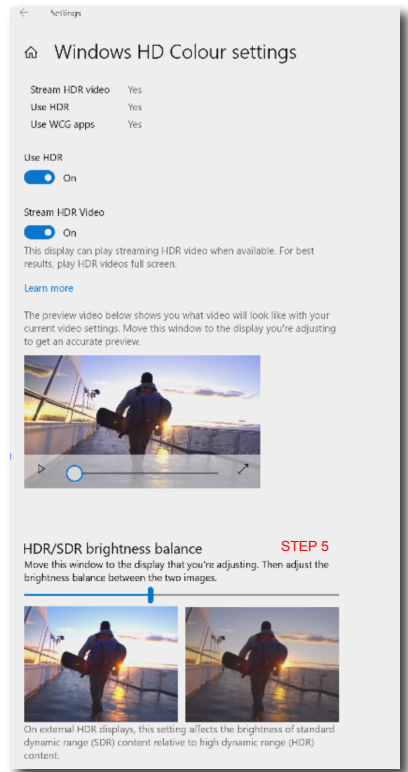 Settings
Windows HD Colour settings
Stream HDR video Yes
Use HDR Yes
Use WCG apps Yes
Use HDR
On
Stream HDR Video
On
This display can play streaming HDR video when available. For best
results, play HDR videos full screen.
Learn more
The preview video below shows you what video will look like with your
current video settings. Move this window to the display you're adjusting
to get an accurate preview.
HDR/SDR brightness balance STEP 5
Move this window to the display that you're adjusting. Then adjust the
brightness balance between the two images.
On external HDR displays, this setting affects the brightness of standard
dynamic range (SDR) content relative to high dynamic range (HDR)
content.